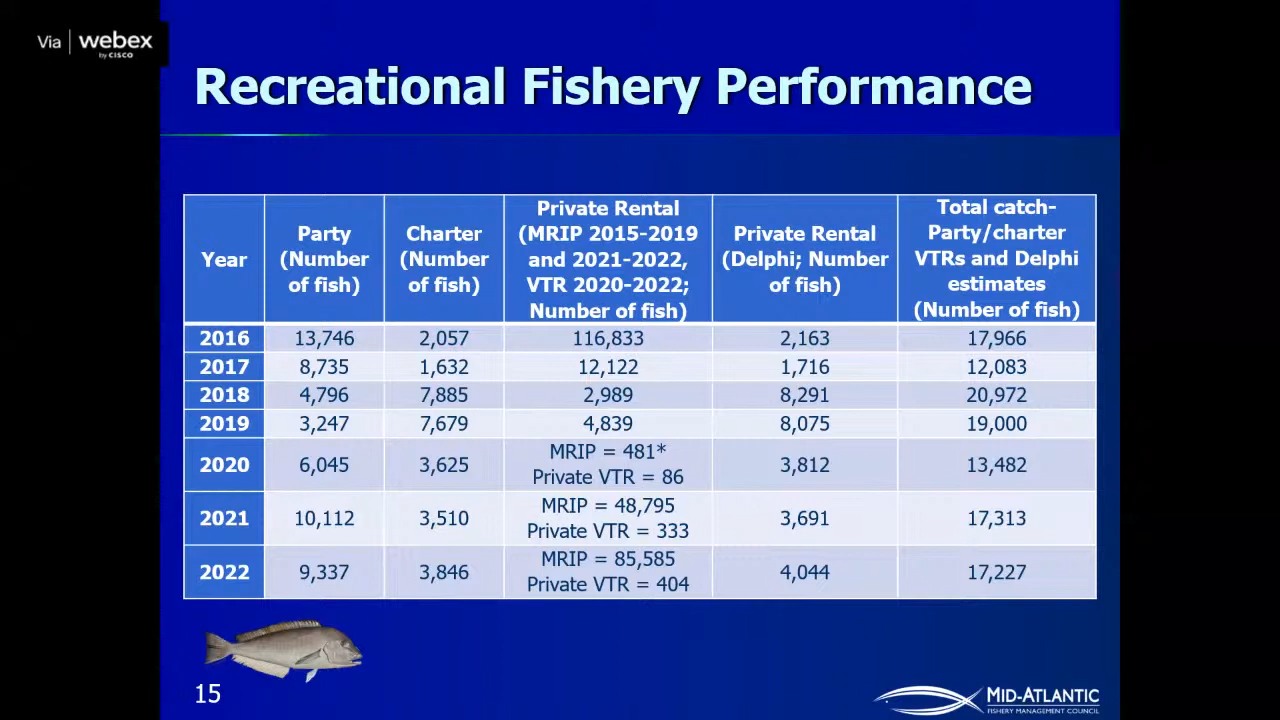 Via | webex
by CISCO
Recreational Fishery Performance
Year
Party
(Number
of fish)
Charter
(Number
of fish)
Private Rental
(MRIP 2015-2019
and 2021-2022,
VTR 2020-2022;
Number of fish)
Private Rental
(Delphi; Number
of fish)
Total catch-
Party/charter
VTRs and Delphi
estimates
(Number of fish)
2016 13,746 2,057 116,833 2,163 17,966
2017 8,735 1,632 12,122 1,716 12,083
2018 4,796 7,885 2,989 8,291 20,972
2019 3,247 7,679 4,839 8,075 19,000
2020 6,045 3,625 MRIP = 481* 3,812 13,482
Private VTR = 86
2021 10,112 3,510 MRIP = 48,795 3,691 17,313
Private VTR = 333
2022 9,337 3,846 MRIP = 85,585 4,044 17,227
Private VTR = 404
15
MID-ATLANTIC
FISHERY MANAGEMENT COUNCIL